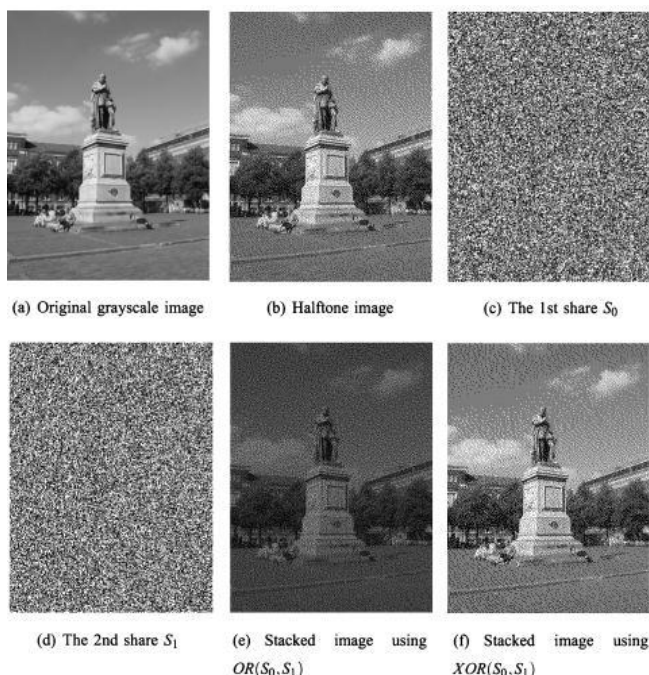 (a) Original grayscale image
(b) Halftone image
(c) The 1st share S₀
(d) The 2nd share S₁
(e) Stacked image using
OR(S₀,S₁)
(f) Stacked image using
XOR(S₀,S₁)